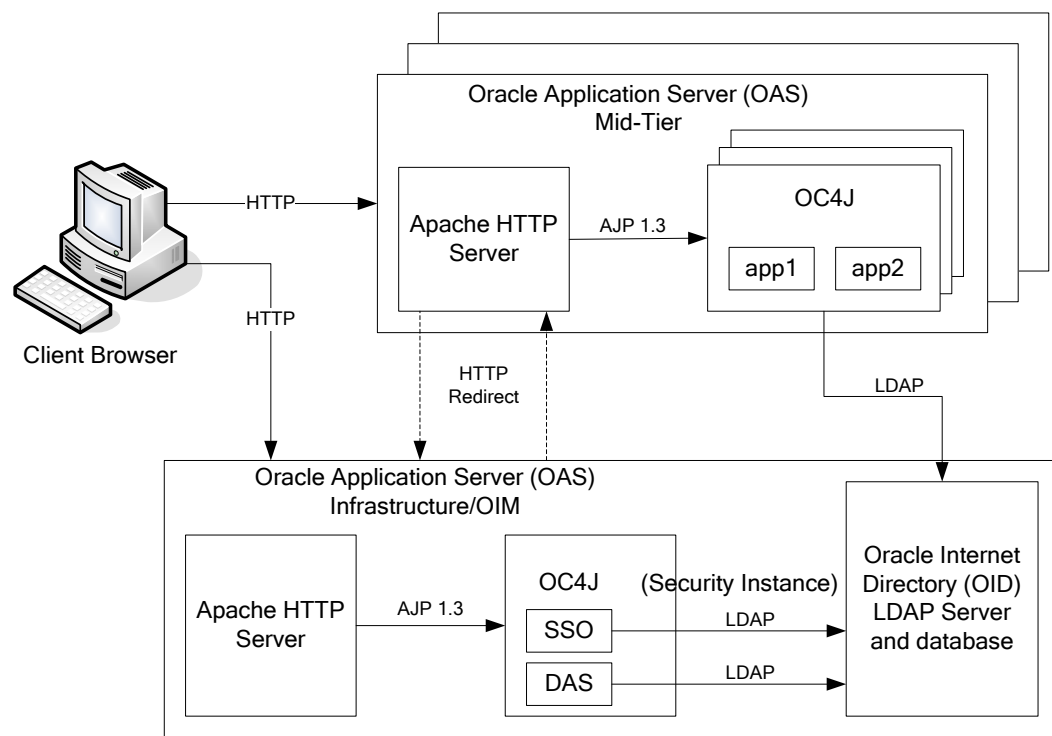 Oracle Application Server (OAS)
Mid-Tier
OC4J
HTTP
Apache HTTP
Server
AJP 1.3
app1
app2
HTTP
Client Browser
HTTP
Redirect
LDAP
Oracle Application Server (OAS)
Infrastructure/OIM
Oracle Internet
Directory (OID)
LDAP Server
and database
OC4J
(Security Instance)
Apache HTTP
Server
AJP 1.3
SSO
LDAP
DAS
LDAP